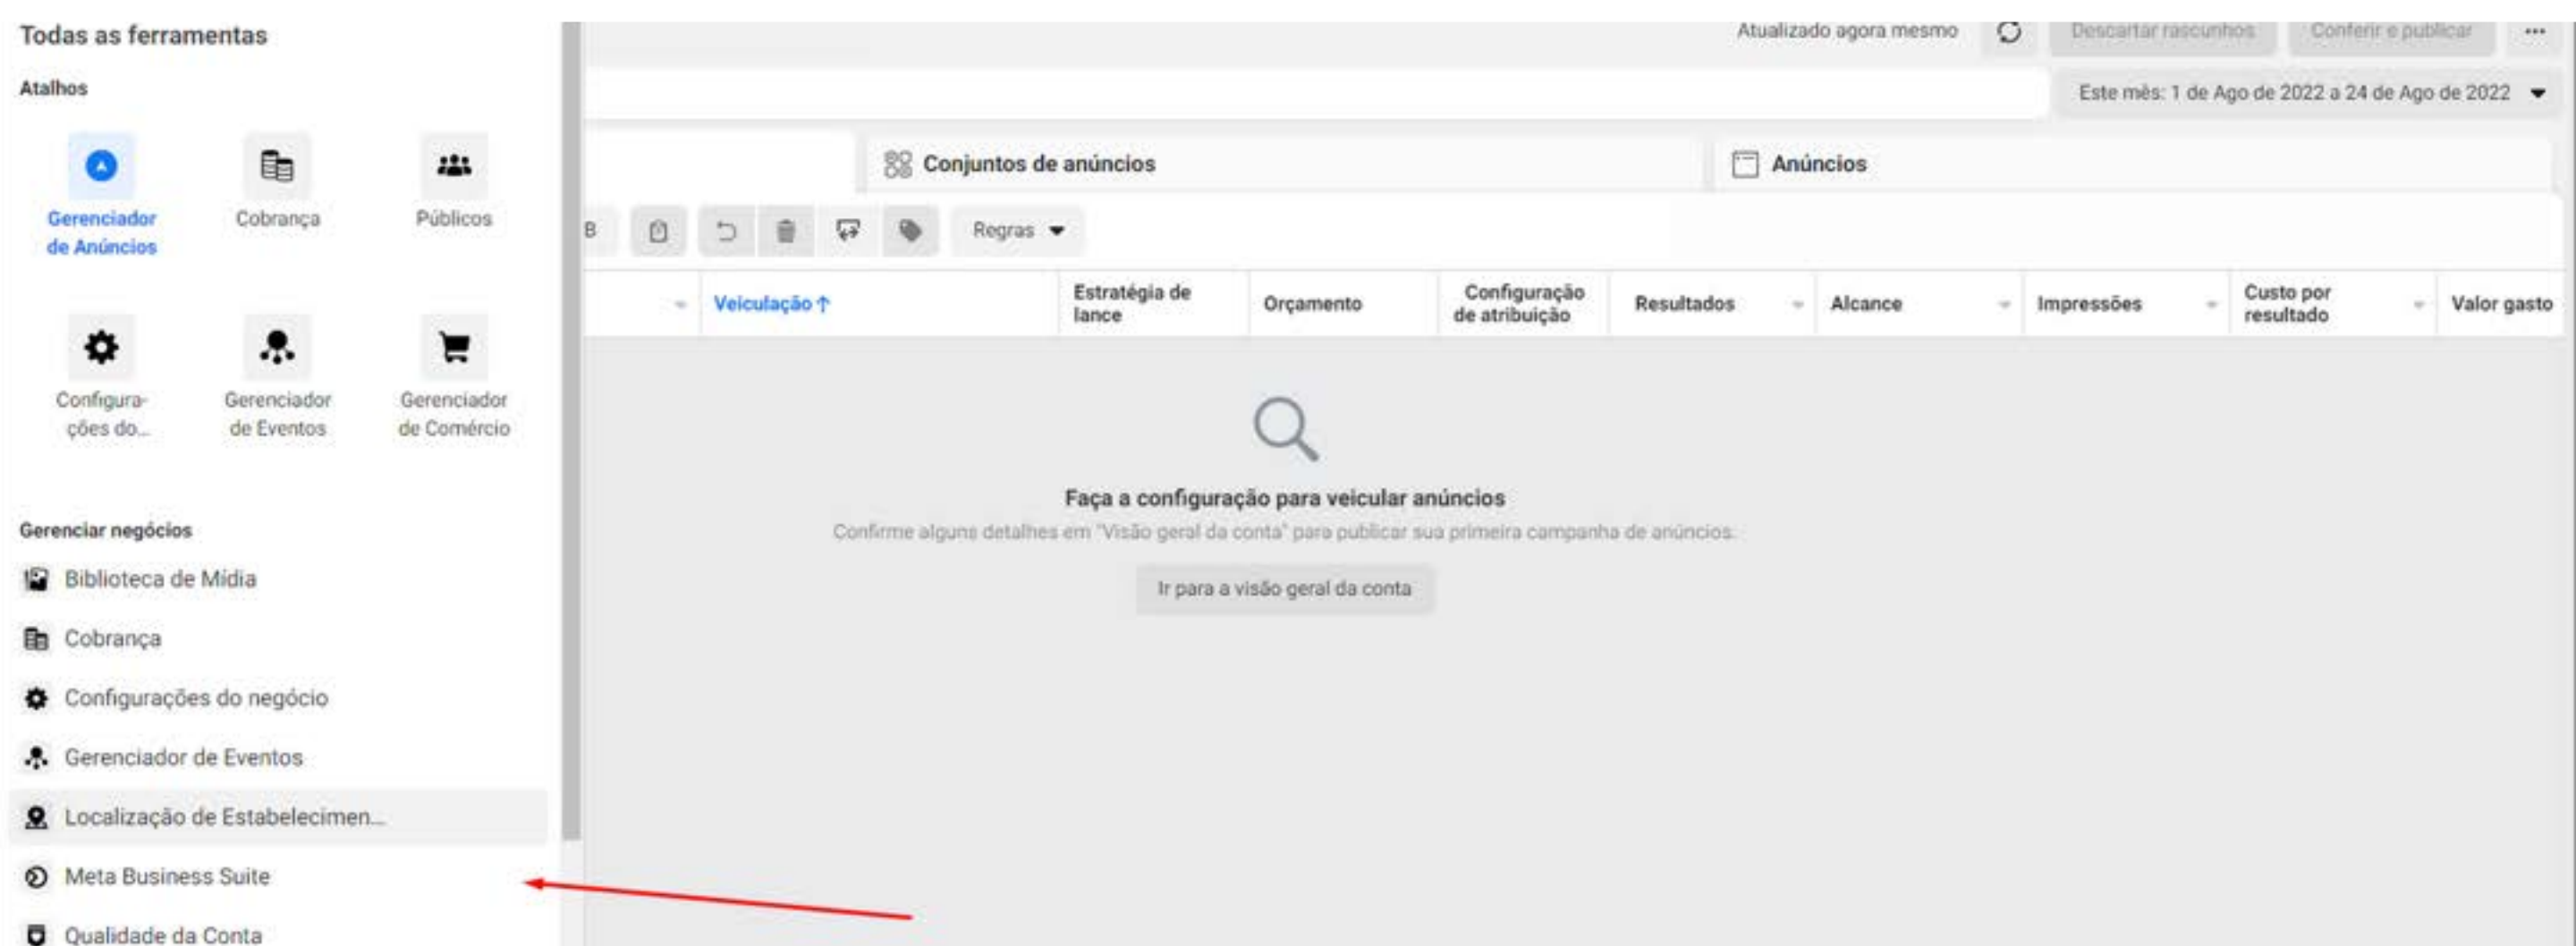 Todas as ferramentas
Atalhos
Gerenciador
de Anúncios
Cobrança
Públicos
Configura-
ções do...
Gerenciador
de Eventos
Gerenciador
de Comércio
Gerenciar negócios
Biblioteca de Mídia
Cobrança
Configurações do negócio
Gerenciador de Eventos
Localização de Estabelecimen...
Meta Business Suite
Qualidade da Conta
Atualizado agora mesmo
Descartar rascunhos
Conferir e publicar
Este mês: 1 de Ago de 2022 a 24 de Ago de 2022
Conjuntos de anúncios
Anúncios
B
Regras
Veiculação ↑
Estratégia de
lance
Orçamento
Configuração
de atribuição
Resultados
Alcance
Impressões
Custo por
resultado
Valor gasto
Faça a configuração para veicular anúncios
Confirme alguns detalhes em "Visão geral da conta" para publicar sua primeira campanha de anúncios.
Ir para a visão geral da conta